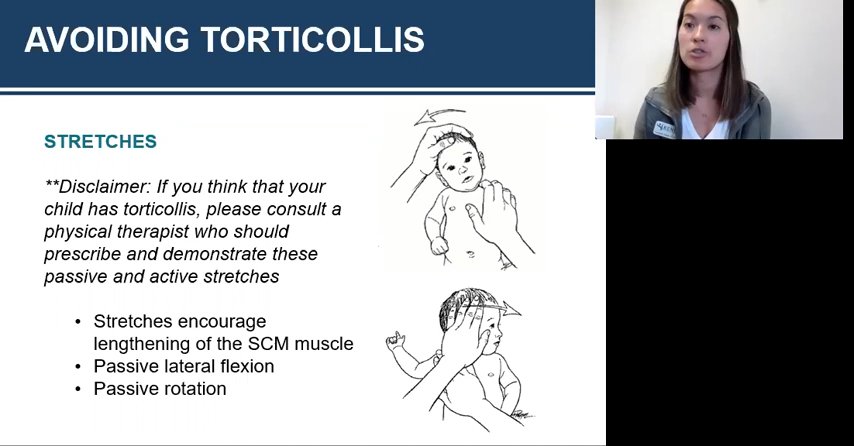 AVOIDING TORTICOLLIS
STRETCHES
**Disclaimer: If you think that your
child has torticollis, please consult a
physical therapist who should
prescribe and demonstrate these
passive and active stretches
• Stretches encourage
lengthening of the SCM muscle
• Passive lateral flexion
• Passive rotation